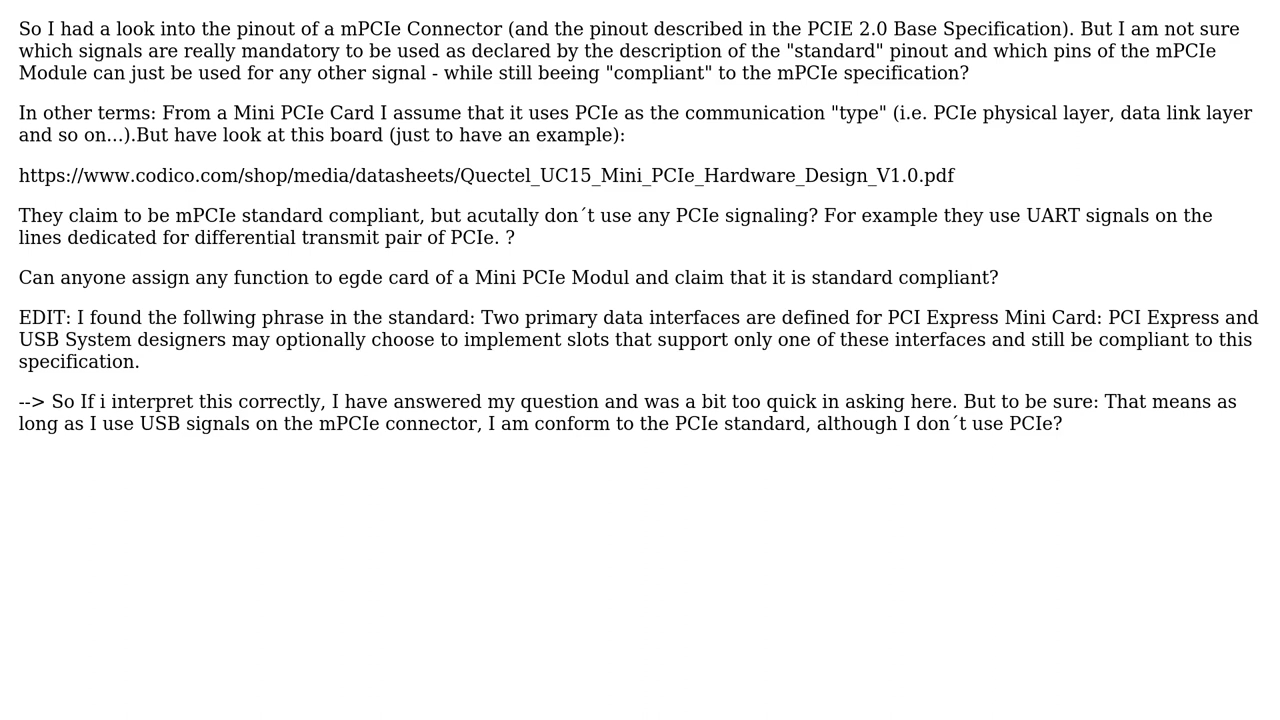 So I had a look into the pinout of a mPCIe Connector (and the pinout described in the PCIE 2.0 Base Specification). But I am not sure
which signals are really mandatory to be used as declared by the description of the "standard" pinout and which pins of the mPCIe
Module can just be used for any other signal - while still beeing "compliant" to the mPCIe specification?
In other terms: From a Mini PCIe Card I assume that it uses PCIe as the communication "type" (i.e. PCIe physical layer, data link layer
and so on...).But have look at this board (just to have an example):
https://www.codico.com/shop/media/datasheets/Quectel_UC15_Mini_PCIe_Hardware_Design_V1.0.pdf
They claim to be mPCIe standard compliant, but acutally don´t use any PCIe signaling? For example they use UART signals on the
lines dedicated for differential transmit pair of PCIe. ?
Can anyone assign any function to egde card of a Mini PCIe Modul and claim that it is standard compliant?
EDIT: I found the follwing phrase in the standard: Two primary data interfaces are defined for PCI Express Mini Card: PCI Express and
USB System designers may optionally choose to implement slots that support only one of these interfaces and still be compliant to this
specification.
--> So If i interpret this correctly, I have answered my question and was a bit too quick in asking here. But to be sure: That means as
long as I use USB signals on the mPCIe connector, I am conform to the PCIe standard, although I don´t use PCIe?